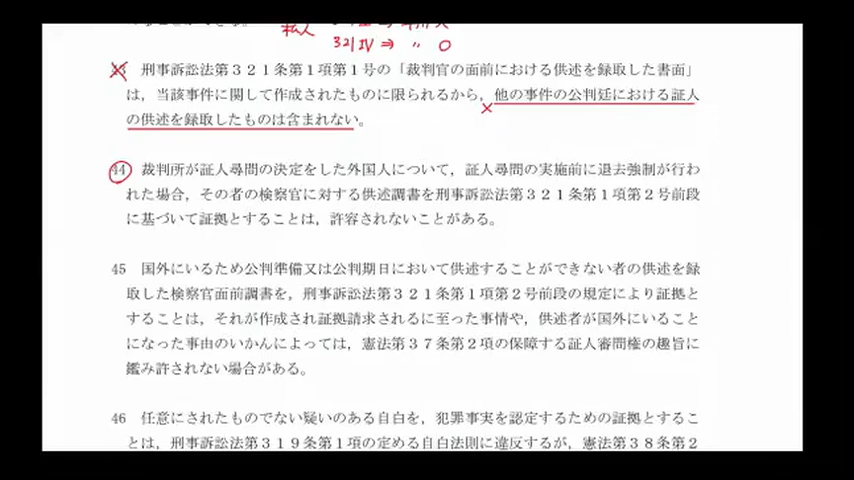 私人
321Ⅳ ⇒ 〃 ○
43 刑事訴訟法第３２１条第１項第１号の「裁判官の面前における供述を録取した書面」
は，当該事件に関して作成されたものに限られるから，他の事件の公判廷における証人
の供述を録取したものは含まれない。
44 裁判所が証人尋問の決定をした外国人について，証人尋問の実施前に退去強制が行わ
れた場合，その者の検察官に対する供述調書を刑事訴訟法第３２１条第１項第２号前段
に基づいて証拠とすることは，許容されないことがある。
45 国外にいるため公判準備又は公判期日において供述することができない者の供述を録
取した検察官面前調書を，刑事訴訟法第３２１条第１項第２号前段の規定により証拠と
することは，それが作成され証拠請求されるに至った事情や，供述者が国外にいること
になった事由のいかんによっては，憲法第３７条第２項の保障する証人審問権の趣旨に
鑑み許されない場合がある。
46 任意にされたものでない疑いのある自白を，犯罪事実を認定するための証拠とするこ
とは，刑事訴訟法第３１９条第１項の定める自白法則に違反するが，憲法第３８条第２